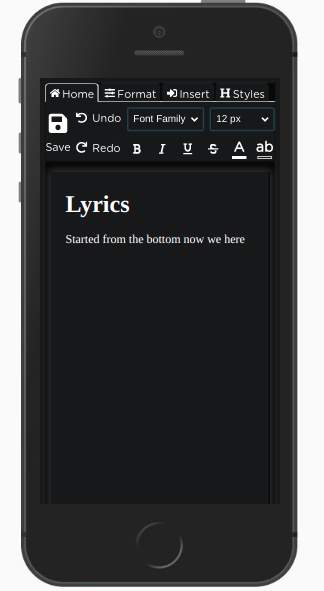 Home Format Insert Styles
Undo Font Family 12 px
Save Redo B I U S A ab
Lyrics
Started from the bottom now we here